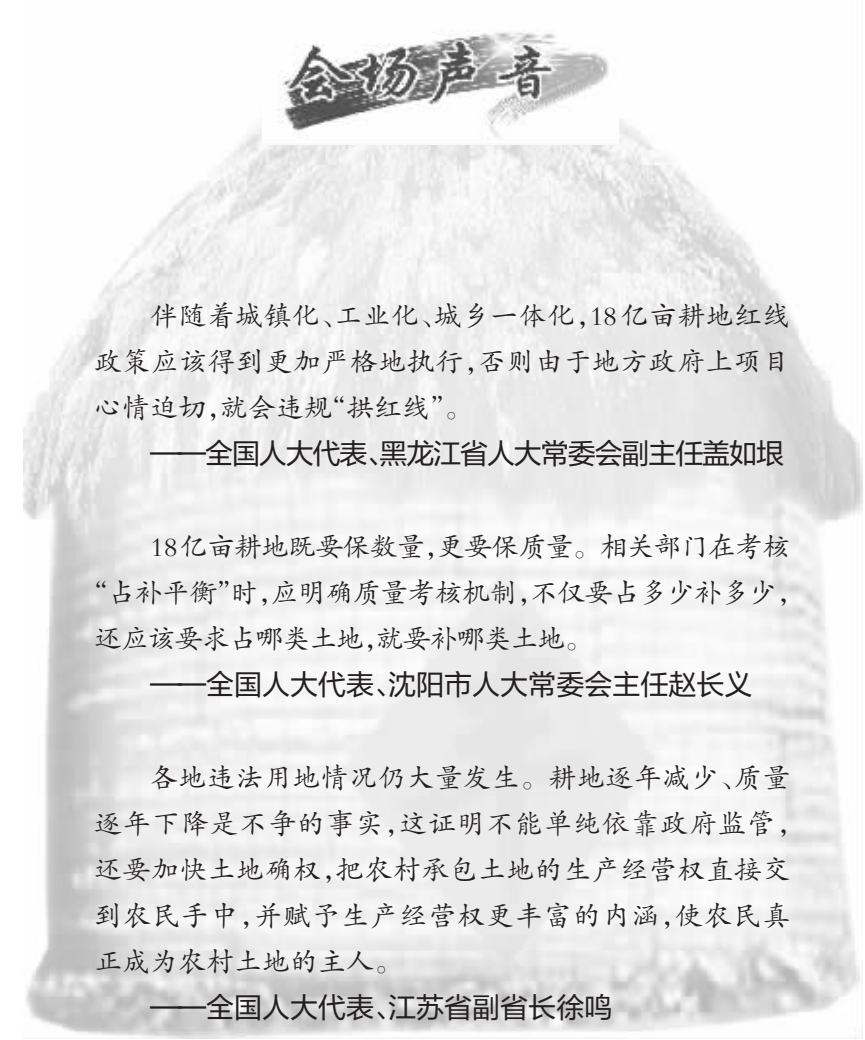 会场声音
伴随着城镇化、工业化、城乡一体化,18亿亩耕地红线
政策应该得到更加严格地执行,否则由于地方政府上项目
心情迫切,就会违规“拱红线”。
——全国人大代表、黑龙江省人大常委会副主任盖如垠
18亿亩耕地既要保数量,更要保质量。相关部门在考核
“占补平衡”时,应明确质量考核机制,不仅要占多少补多少,
还应该要求占哪类土地,就要补哪类土地。
——全国人大代表、沈阳市人大常委会主任赵长义
各地违法用地情况仍大量发生。耕地逐年减少、质量
逐年下降是不争的事实,这证明不能单纯依靠政府监管,
还要加快土地确权,把农村承包土地的生产经营权直接交
到农民手中,并赋予生产经营权更丰富的内涵,使农民真
正成为农村土地的主人。
——全国人大代表、江苏省副省长徐鸣